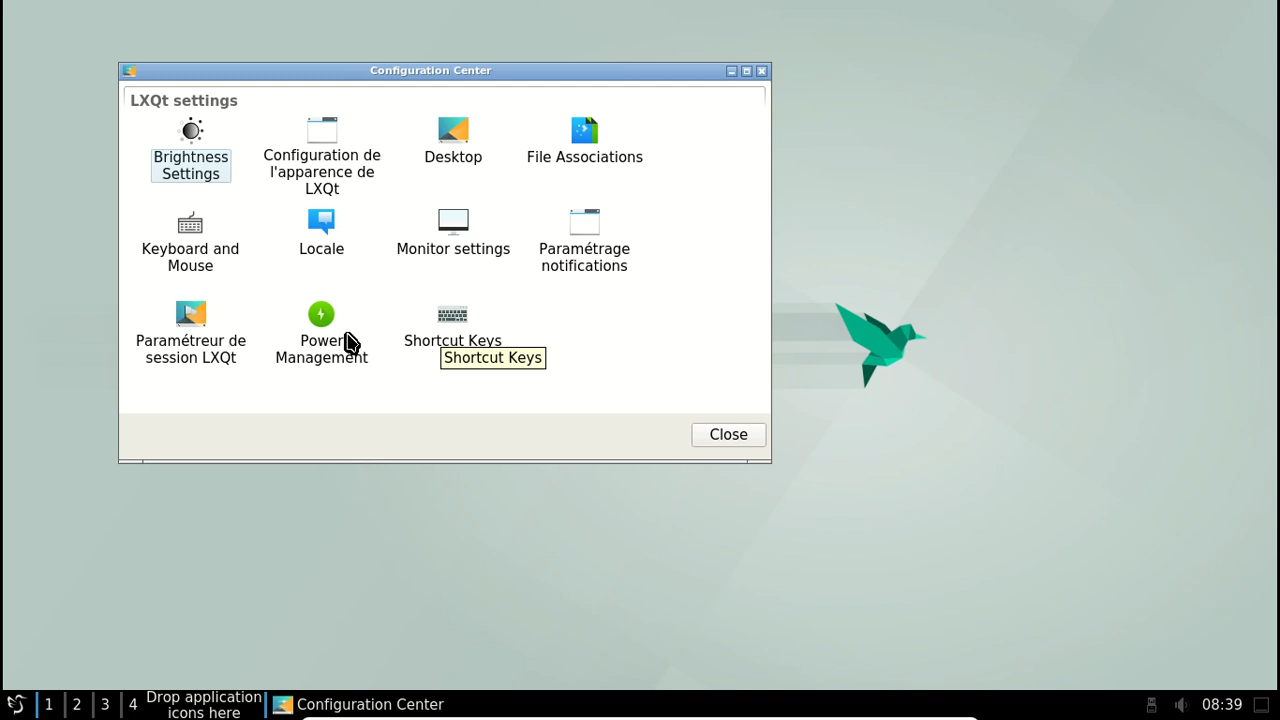 Configuration Center
LXQt settings
Brightness
Settings
Configuration de
l'apparence de
LXQt
Desktop
File Associations
Keyboard and
Mouse
Locale
Monitor settings
Paramétrage
notifications
Paramétreur de
session LXQt
Power
Management
Shortcut Keys
Shortcut Keys
Close
1 2 3 4
Drop application
icons here
Configuration Center
08:39